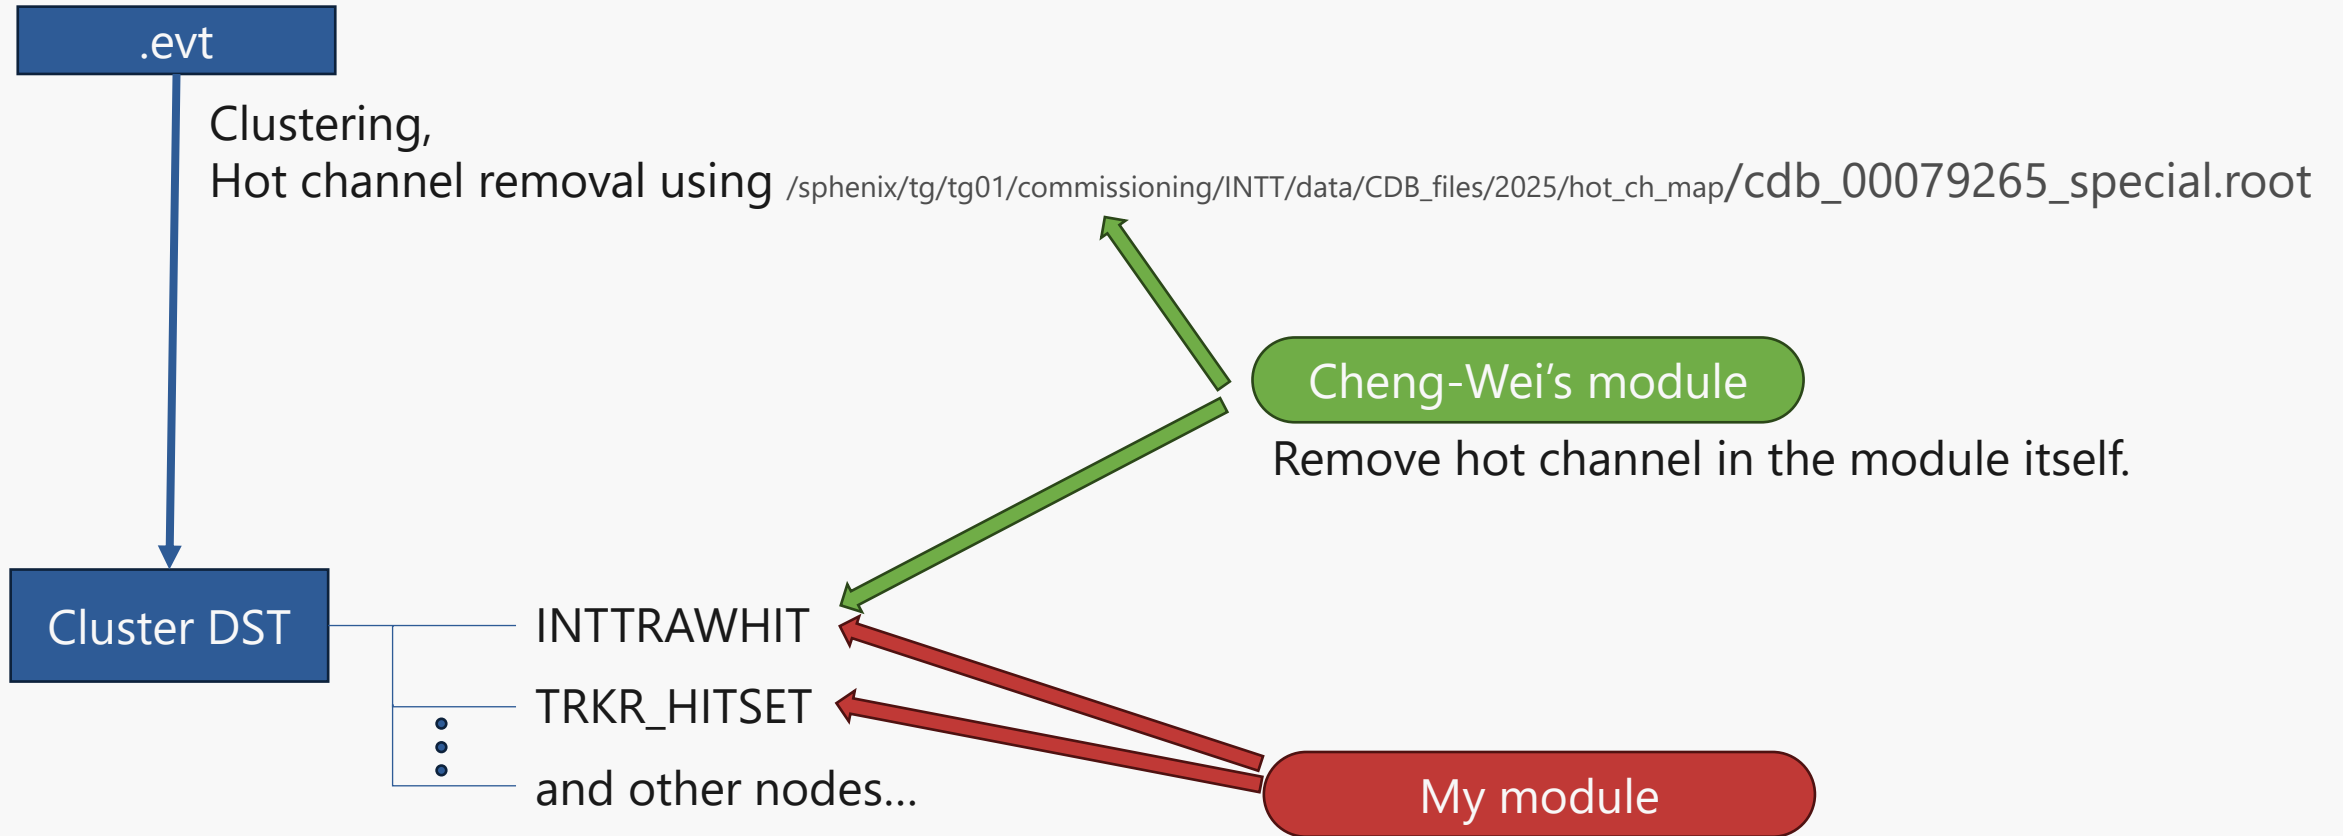 .evt
Clustering,
Hot channel removal using /sphenix/tg/tg01/commissioning/INTT/data/CDB_files/2025/hot_ch_map/cdb_00079265_special.root
Cheng-Wei’s module
Remove hot channel in the module itself.
Cluster DST
INTTRAWHIT
TRKR_HITSET
and other nodes…
My module